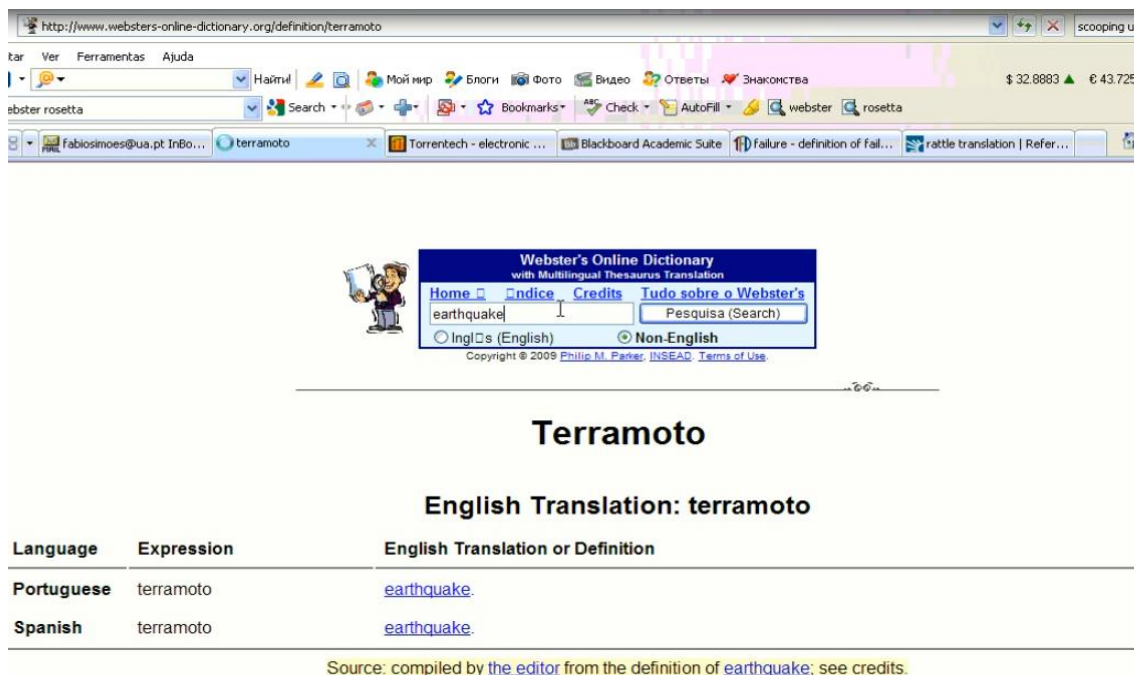 http://www.websters-online-dictionary.org/definition/terramoto scooping u
tar Ver Ferramentas Ajuda
Найти! Мой мир Блоги Фото Видео Ответы Знакомства $ 32.8883 ▲ € 43.725
ebster rosetta Search Bookmarks Check AutoFill webster rosetta
fabiosimoes@ua.pt InBo... terramoto Torrentech - electronic ... Blackboard Academic Suite failure - definition of fail... rattle translation | Refer...
Webster's Online Dictionary
with Multilingual Thesaurus Translation
Home □ □ndice Credits Tudo sobre o Webster's
earthquake Pesquisa (Search)
Ingl□s (English) Non-English
Copyright © 2009 Philip M. Parker, INSEAD. Terms of Use.
Terramoto
English Translation: terramoto
Language Expression English Translation or Definition
Portuguese terramoto earthquake.
Spanish terramoto earthquake.
Source: compiled by the editor from the definition of earthquake; see credits.